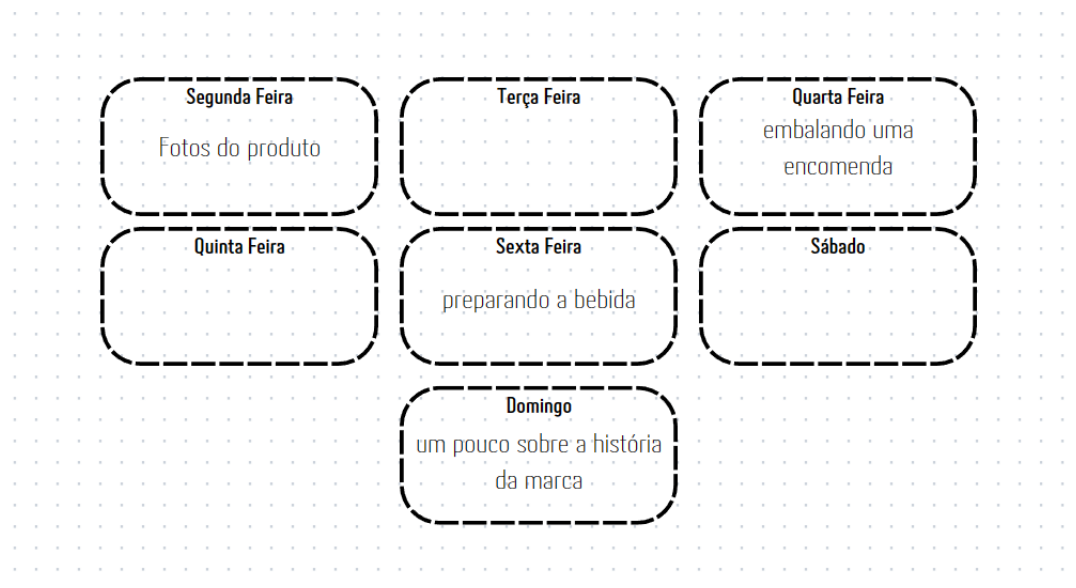 Segunda Feira
Fotos do produto
Terça Feira
Quarta Feira
embalando uma
encomenda
Quinta Feira
Sexta Feira
preparando a bebida
Sábado
Domingo
um pouco sobre a história
da marca